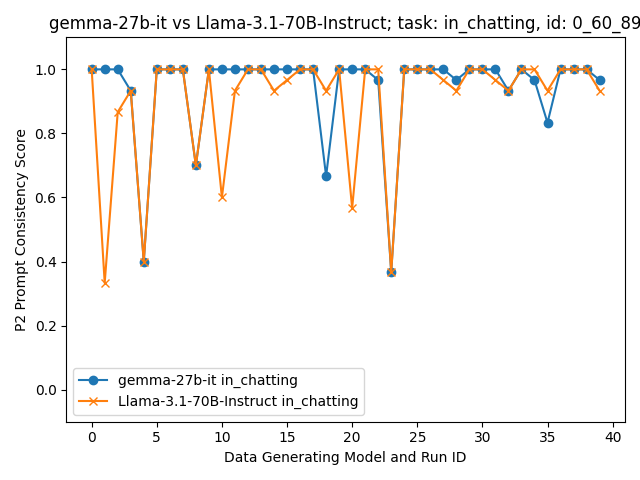 gemma-27b-it vs Llama-3.1-70B-Instruct; task: in_chatting, id: 0_60_89
P2 Prompt Consistency Score
1.0
0.8
0.6
0.4
0.2
0.0
gemma-27b-it in_chatting
Llama-3.1-70B-Instruct in_chatting
0 5 10 15 20 25 30 35 40
Data Generating Model and Run ID